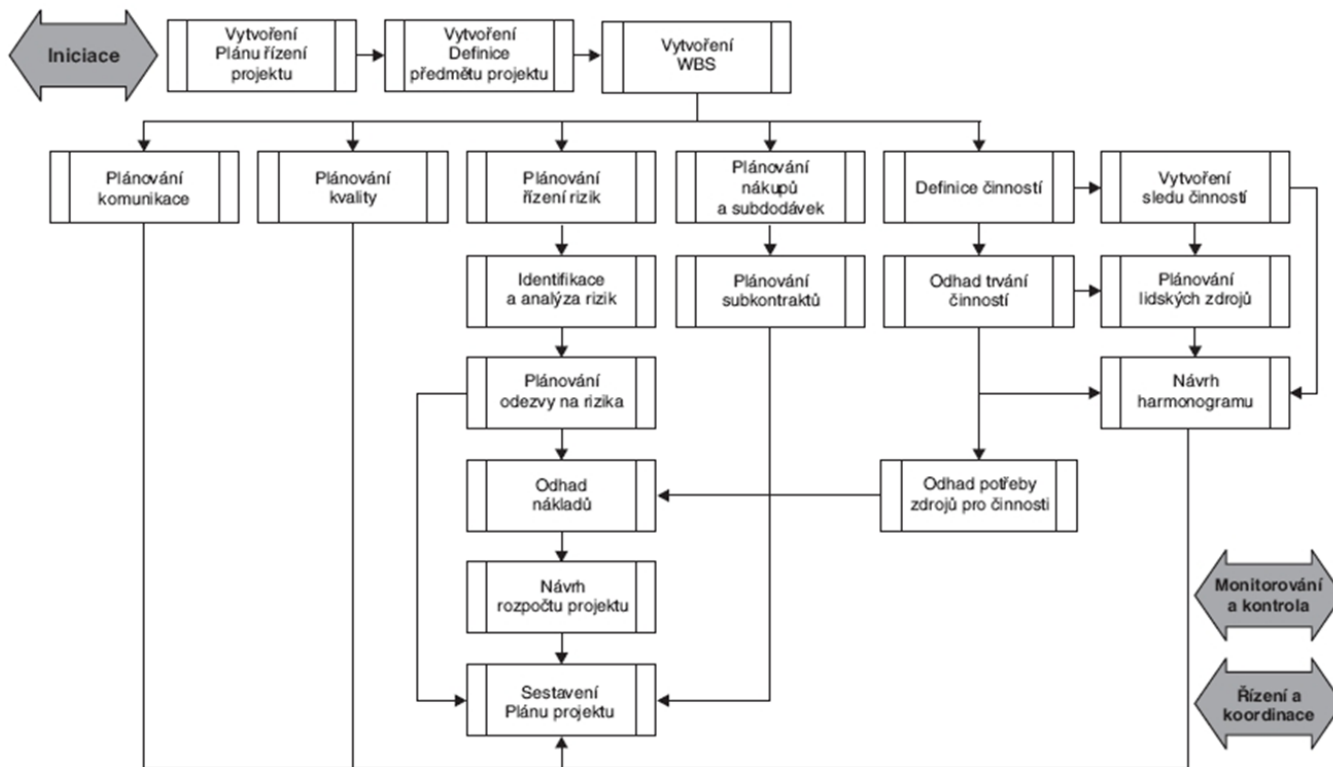 Iniciace
Vytvoření
Plánu řízení
projektu
Vytvoření
Definice
předmětu projektu
Vytvoření
WBS
Plánování
komunikace
Plánování
kvality
Plánování
řízení rizik
Plánování
nákupů
a subdodávek
Definice činností
Vytvoření
sledu činností
Identifikace
a analýza rizik
Plánování
subkontraktů
Odhad trvání
činností
Plánování
lidských zdrojů
Plánování
odezvy na rizika
Návrh
harmonogramu
Odhad
nákladů
Odhad potřeby
zdrojů pro činnosti
Návrh
rozpočtu projektu
Monitorování
a kontrola
Sestavení
Plánu projektu
Řízení a
koordinace